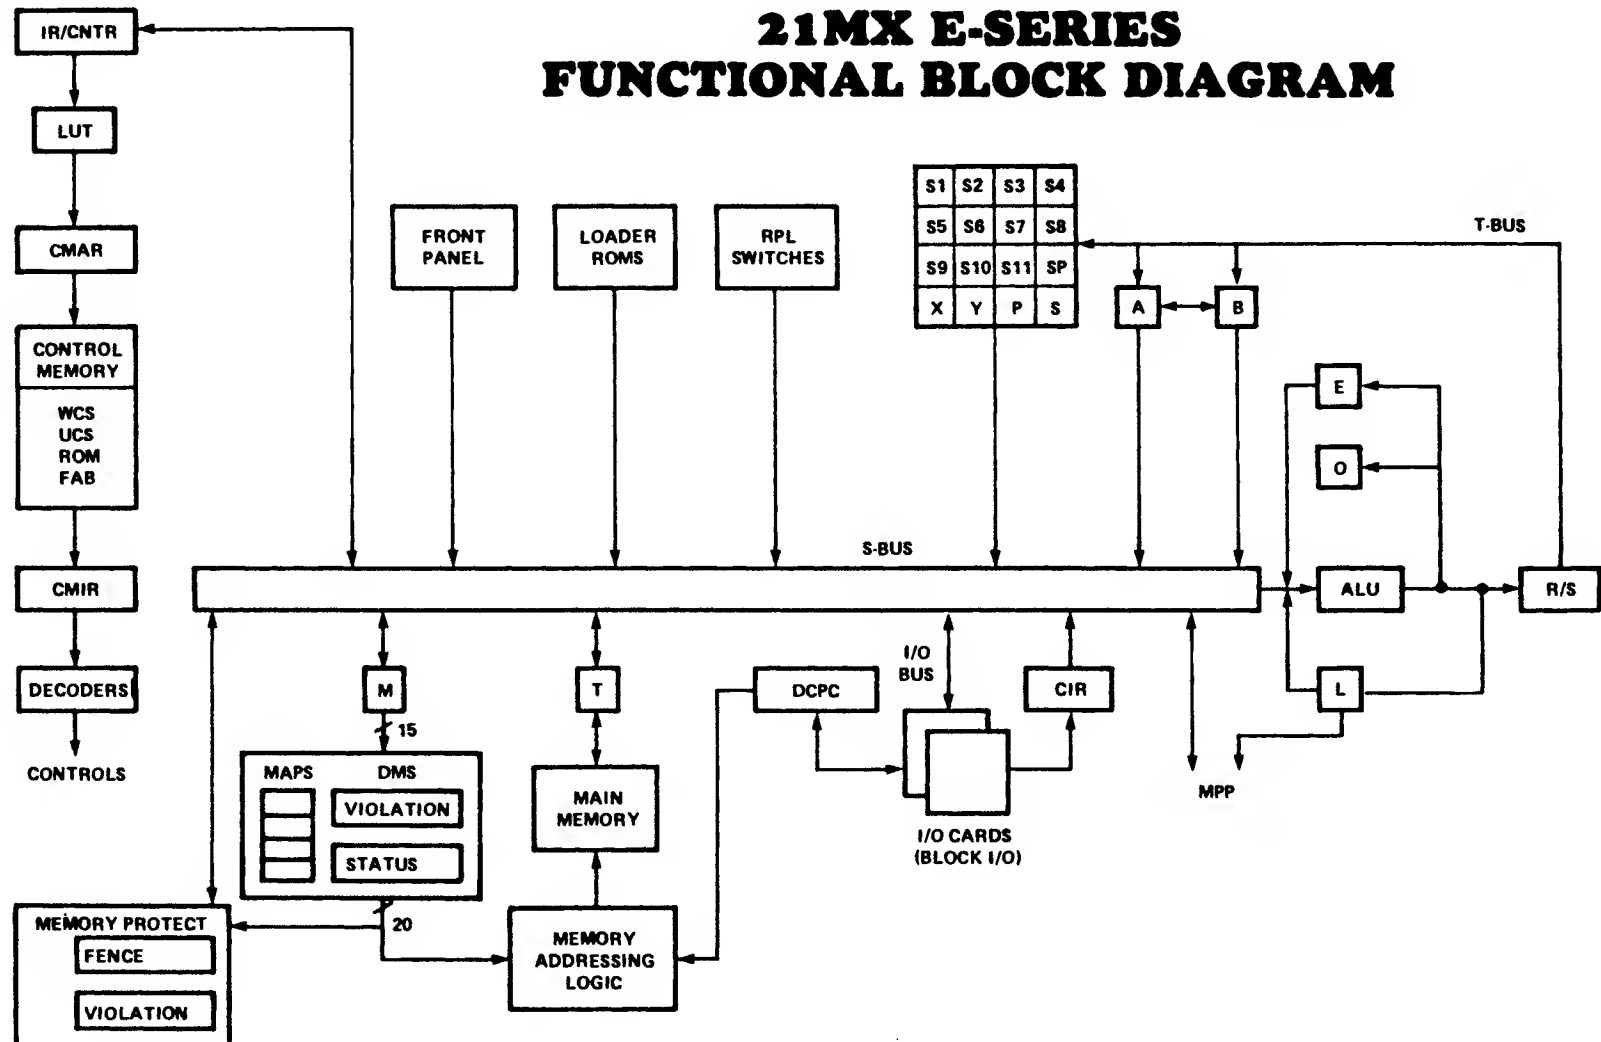 21MX E-SERIES
FUNCTIONAL BLOCK DIAGRAM
IR/CNTR
LUT
CMAR
CONTROL
MEMORY
WCS
UCS
ROM
FAB
CMIR
DECODERS
CONTROLS
FRONT
PANEL
LOADER
ROMS
RPL
SWITCHES
S1 S2 S3 S4
S5 S6 S7 S8
S9 S10 S11 SP
X Y P S
T-BUS
A
B
E
O
S-BUS
ALU
R/S
M
15
T
DCPC
I/O
BUS
CIR
L
MAPS
DMS
VIOLATION
STATUS
20
MAIN
MEMORY
I/O CARDS
(BLOCK I/O)
MPP
MEMORY PROTECT
FENCE
VIOLATION
MEMORY
ADDRESSING
LOGIC